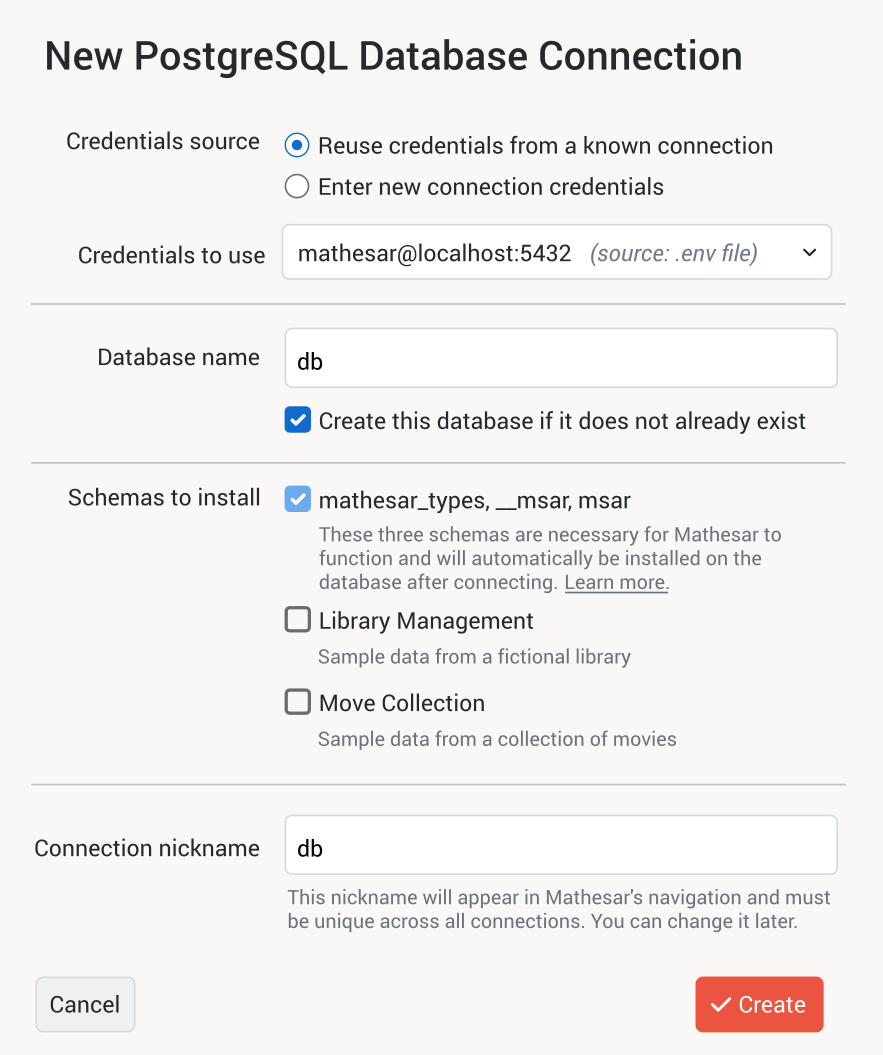 New PostgreSQL Database Connection
Credentials source
Reuse credentials from a known connection
Enter new connection credentials
Credentials to use
mathesar@localhost:5432 (source: .env file)
Database name
db
Create this database if it does not already exist
Schemas to install
mathesar_types, __msar, msar
These three schemas are necessary for Mathesar to
function and will automatically be installed on the
database after connecting. Learn more.
Library Management
Sample data from a fictional library
Move Collection
Sample data from a collection of movies
Connection nickname
db
This nickname will appear in Mathesar's navigation and must
be unique across all connections. You can change it later.
Cancel
Create